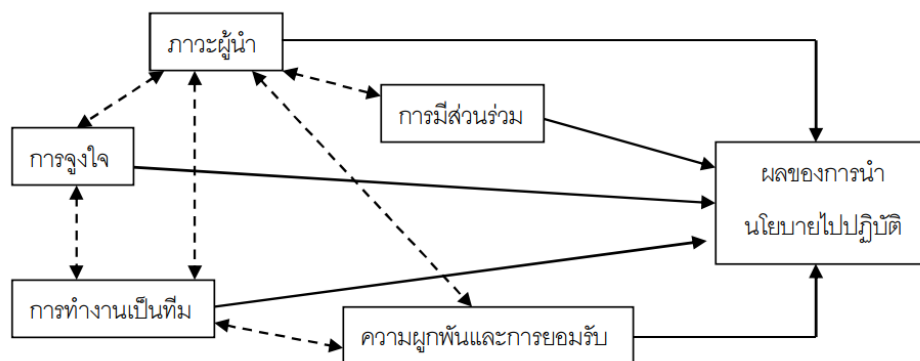 ภาวะผู้นำ
การมีส่วนร่วม
การจูงใจ
ผลของการนำ
นโยบายไปปฏิบัติ
การทำงานเป็นทีม
ความผูกพันและการยอมรับ